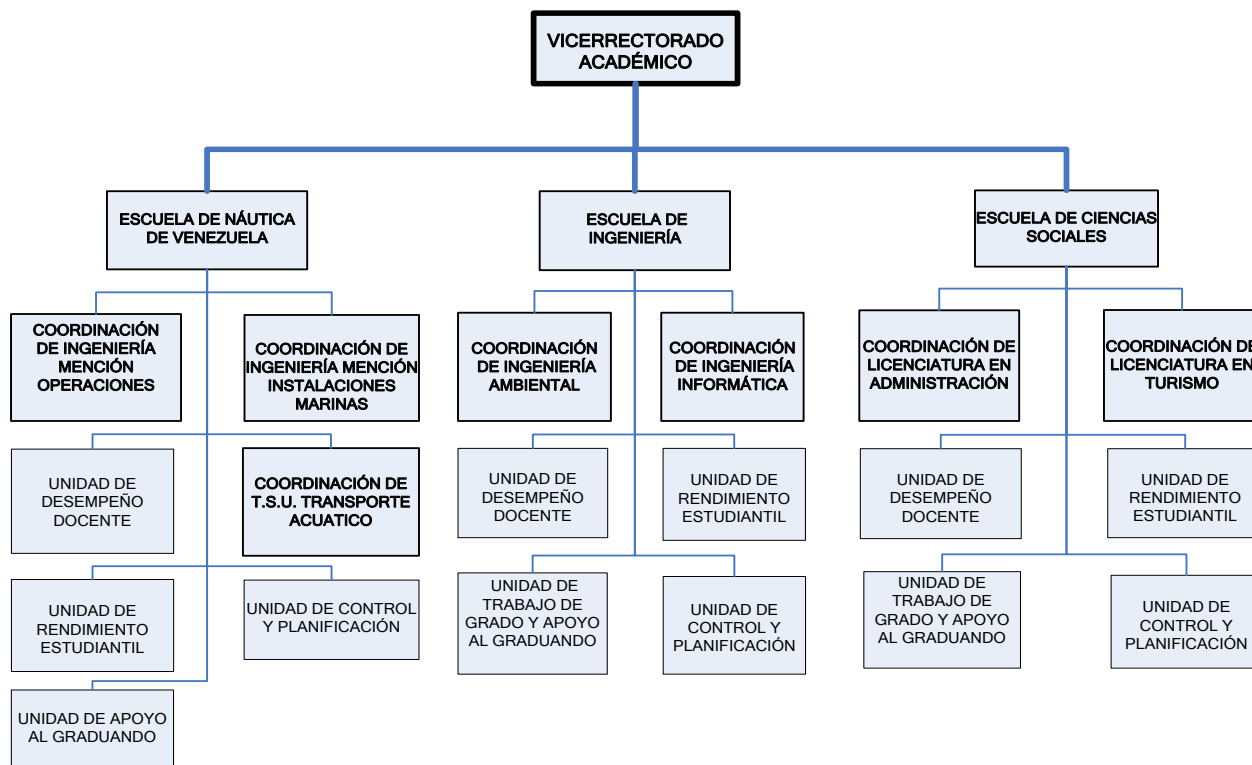 VICERRECTORADO
ACADÉMICO
ESCUELA DE NÁUTICA
DE VENEZUELA
ESCUELA DE
INGENIERÍA
ESCUELA DE CIENCIAS
SOCIALES
COORDINACIÓN
DE INGENIERÍA
MENCIÓN
OPERACIONES
COORDINACIÓN DE
INGENIERÍA MENCIÓN
INSTALACIONES
MARINAS
COORDINACIÓN
DE INGENIERÍA
AMBIENTAL
COORDINACIÓN
DE INGENIERÍA
INFORMÁTICA
COORDINACIÓN DE
LICENCIATURA EN
ADMINISTRACIÓN
COORDINACIÓN DE
LICENCIATURA EN
TURISMO
UNIDAD DE
DESEMPEÑO
DOCENTE
COORDINACIÓN DE
T.S.U. TRANSPORTE
ACUATICO
UNIDAD DE
DESEMPEÑO
DOCENTE
UNIDAD DE
RENDIMIENTO
ESTUDIANTIL
UNIDAD DE
DESEMPEÑO
DOCENTE
UNIDAD DE
RENDIMIENTO
ESTUDIANTIL
UNIDAD DE
RENDIMIENTO
ESTUDIANTIL
UNIDAD DE CONTROL
Y PLANIFICACIÓN
UNIDAD DE
TRABAJO DE
GRADO Y APOYO
AL GRADUANDO
UNIDAD DE
CONTROL Y
PLANIFICACIÓN
UNIDAD DE
TRABAJO DE
GRADO Y APOYO
AL GRADUANDO
UNIDAD DE
CONTROL Y
PLANIFICACIÓN
UNIDAD DE APOYO
AL GRADUANDO